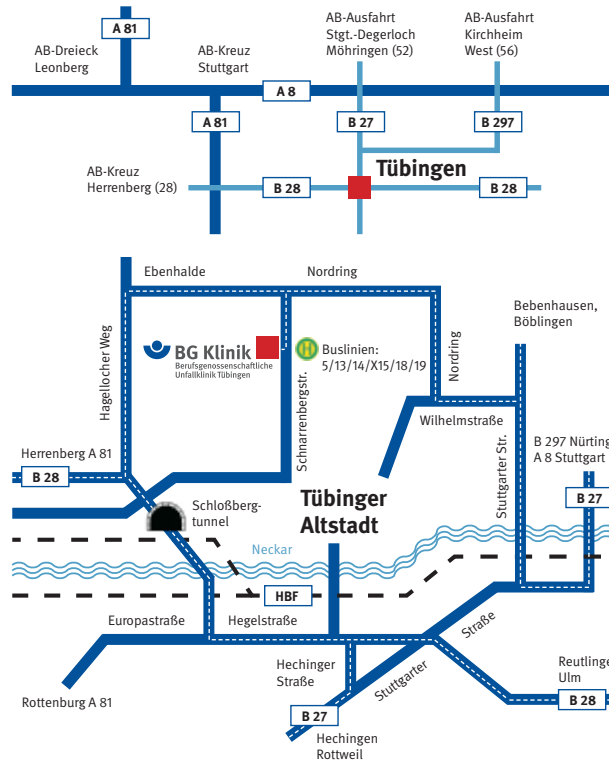 A 81
AB-Dreieck
Leonberg
AB-Kreuz
Stuttgart
AB-Ausfahrt
Stgt.-Degerloch
Möhringen (52)
AB-Ausfahrt
Kirchheim
West (56)
A 8
A 81
B 27
B 297
AB-Kreuz
Herrenberg (28)
Tübingen
B 28
B 28
Ebenhalde
Nordring
Hagellocher Weg
BG Klinik
Berufsgenossenschaftliche
Unfallklinik Tübingen
H
Buslinien:
5/13/14/X15/18/19
Schnarrenbergstr.
Nordring
Bebenhausen,
Böblingen
Wilhelmstraße
Stuttgarter Str.
Herrenberg A 81
B 28
B 297 Nürting
A 8 Stuttgart
B 27
Schloßberg-
tunnel
Tübinger
Altstadt
Neckar
HBF
Europastraße
Hegelstraße
Stuttgarter
Straße
Hechinger
Straße
Rottenburg A 81
B 27
Hechingen
Rottweil
Reutlinge
Ulm
B 28